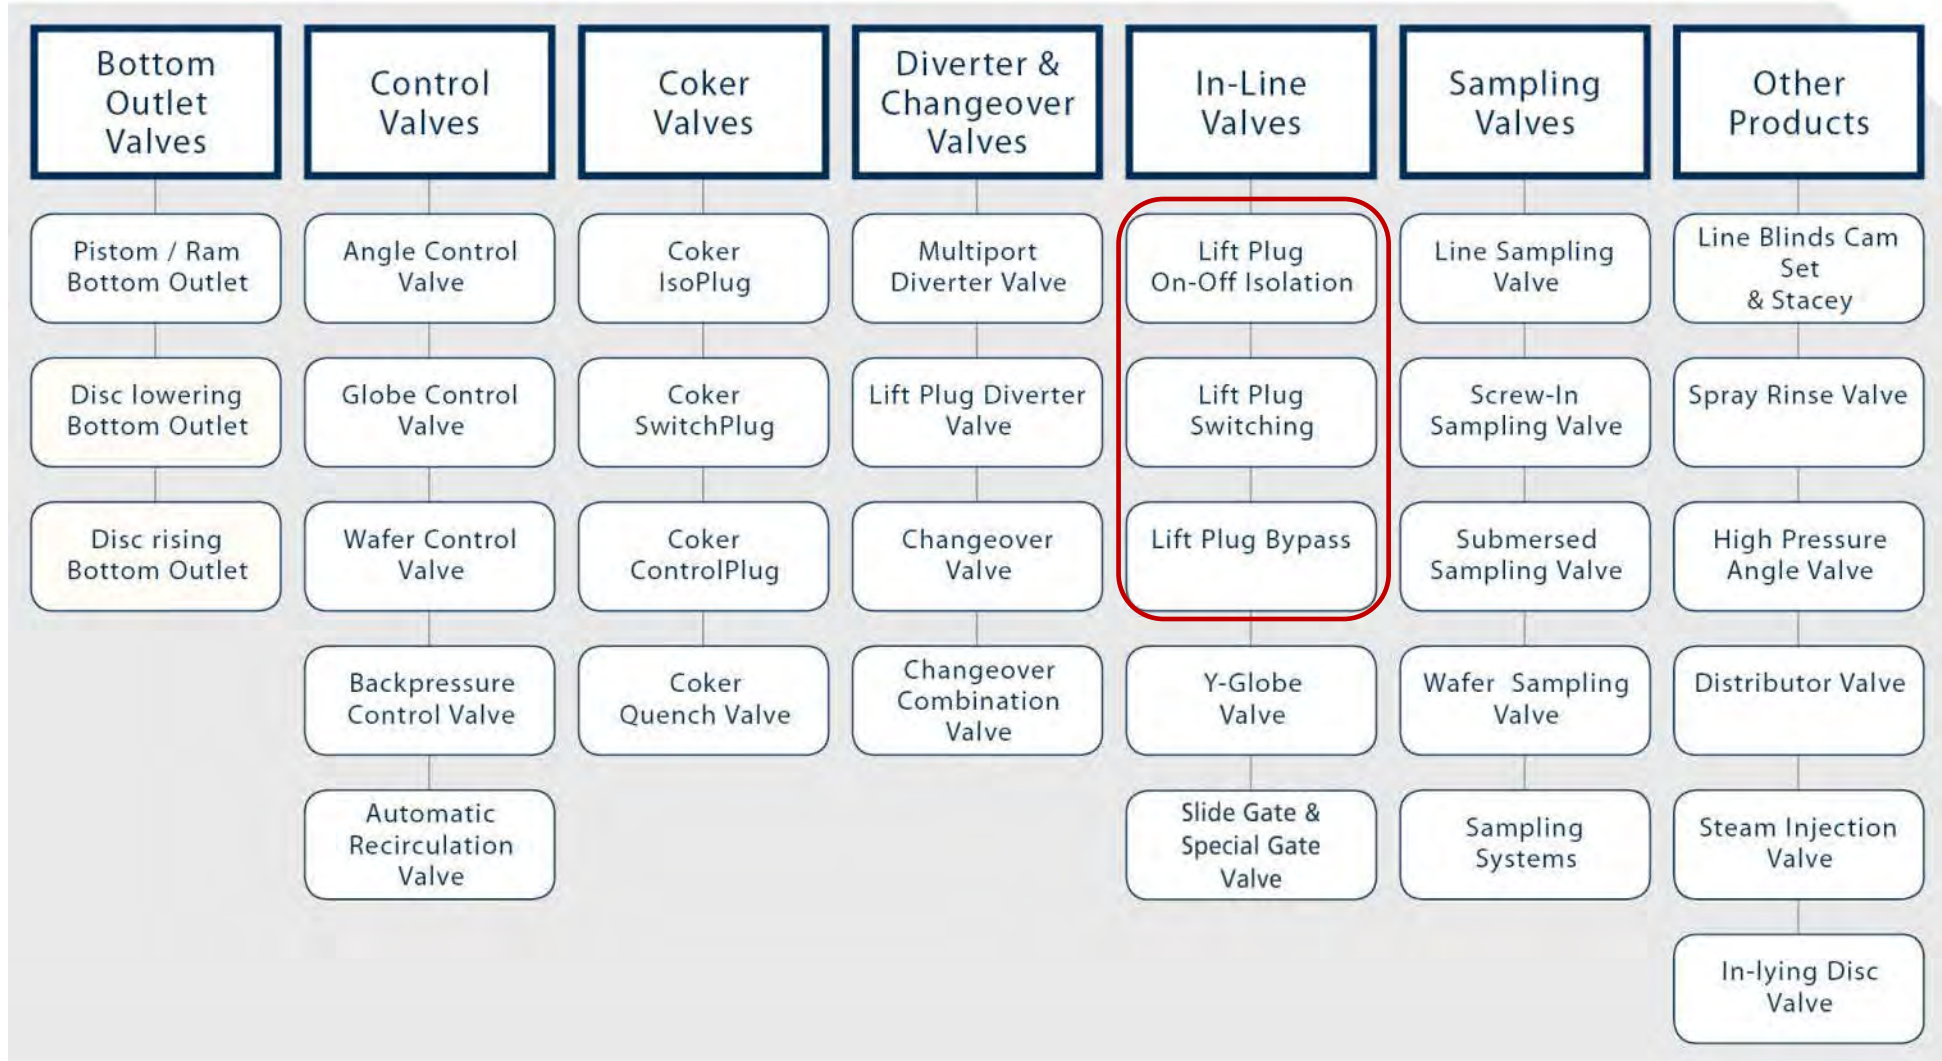 Bottom
Outlet
Valves
Pistom / Ram
Bottom Outlet
Disc lowering
Bottom Outlet
Disc rising
Bottom Outlet
Control
Valves
Angle Control
Valve
Globe Control
Valve
Wafer Control
Valve
Backpressure
Control Valve
Automatic
Recirculation
Valve
Coker
Valves
Coker
IsoPlug
Coker
SwitchPlug
Coker
ControlPlug
Coker
Quench Valve
Diverter &
Changeover
Valves
Multiport
Diverter Valve
Lift Plug Diverter
Valve
Changeover
Valve
Changeover
Combination
Valve
In-Line
Valves
Lift Plug
On-Off Isolation
Lift Plug
Switching
Lift Plug Bypass
Y-Globe
Valve
Slide Gate &
Special Gate
Valve
Sampling
Valves
Line Sampling
Valve
Screw-In
Sampling Valve
Submersed
Sampling Valve
Wafer Sampling
Valve
Sampling
Systems
Other
Products
Line Blinds Cam
Set
& Stacey
Spray Rinse Valve
High Pressure
Angle Valve
Distributor Valve
Steam Injection
Valve
In-lying Disc
Valve